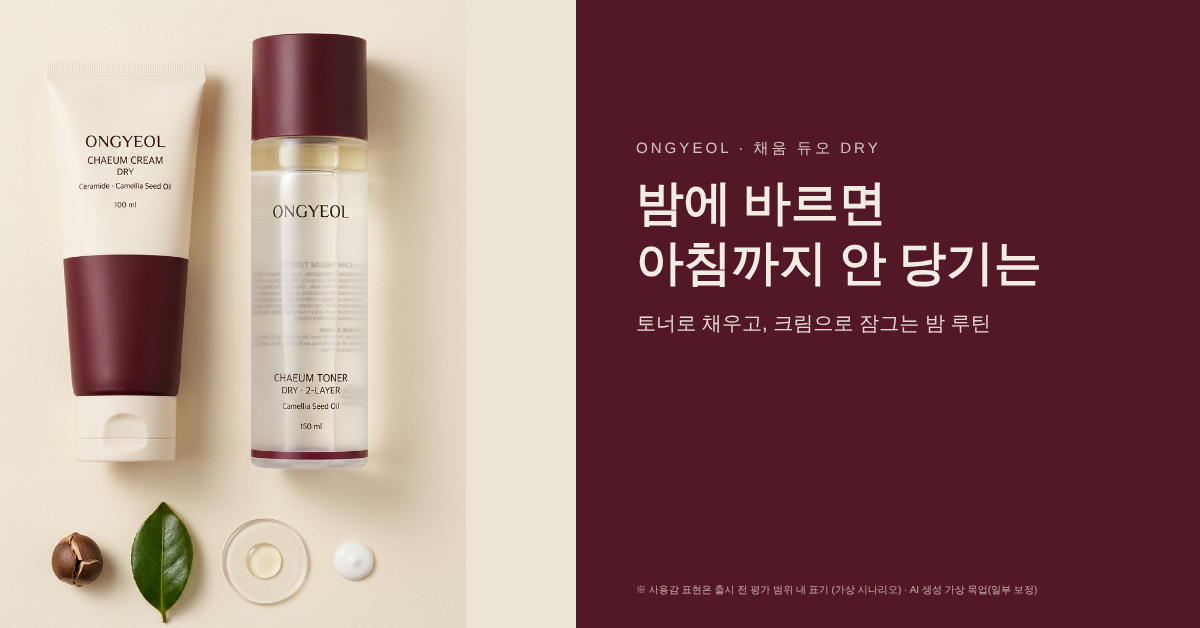 ONGYEOL
CHAEUM CREAM
DRY
Ceramide · Camellia Seed Oil
100 ml
ONGYEOL
CHAEUM TONER
DRY · 2-LAYER
Camellia Seed Oil
150 ml
ONGYEOL · 채움 듀오 DRY
밤에 바르면
아침까지 안 당기는
토너로 채우고, 크림으로 잠그는 밤 루틴
※ 사용감 표현은 출시 전 평가 범위 내 표기 (가상 시나리오) · AI 생성 가상 목업(일부 보정)